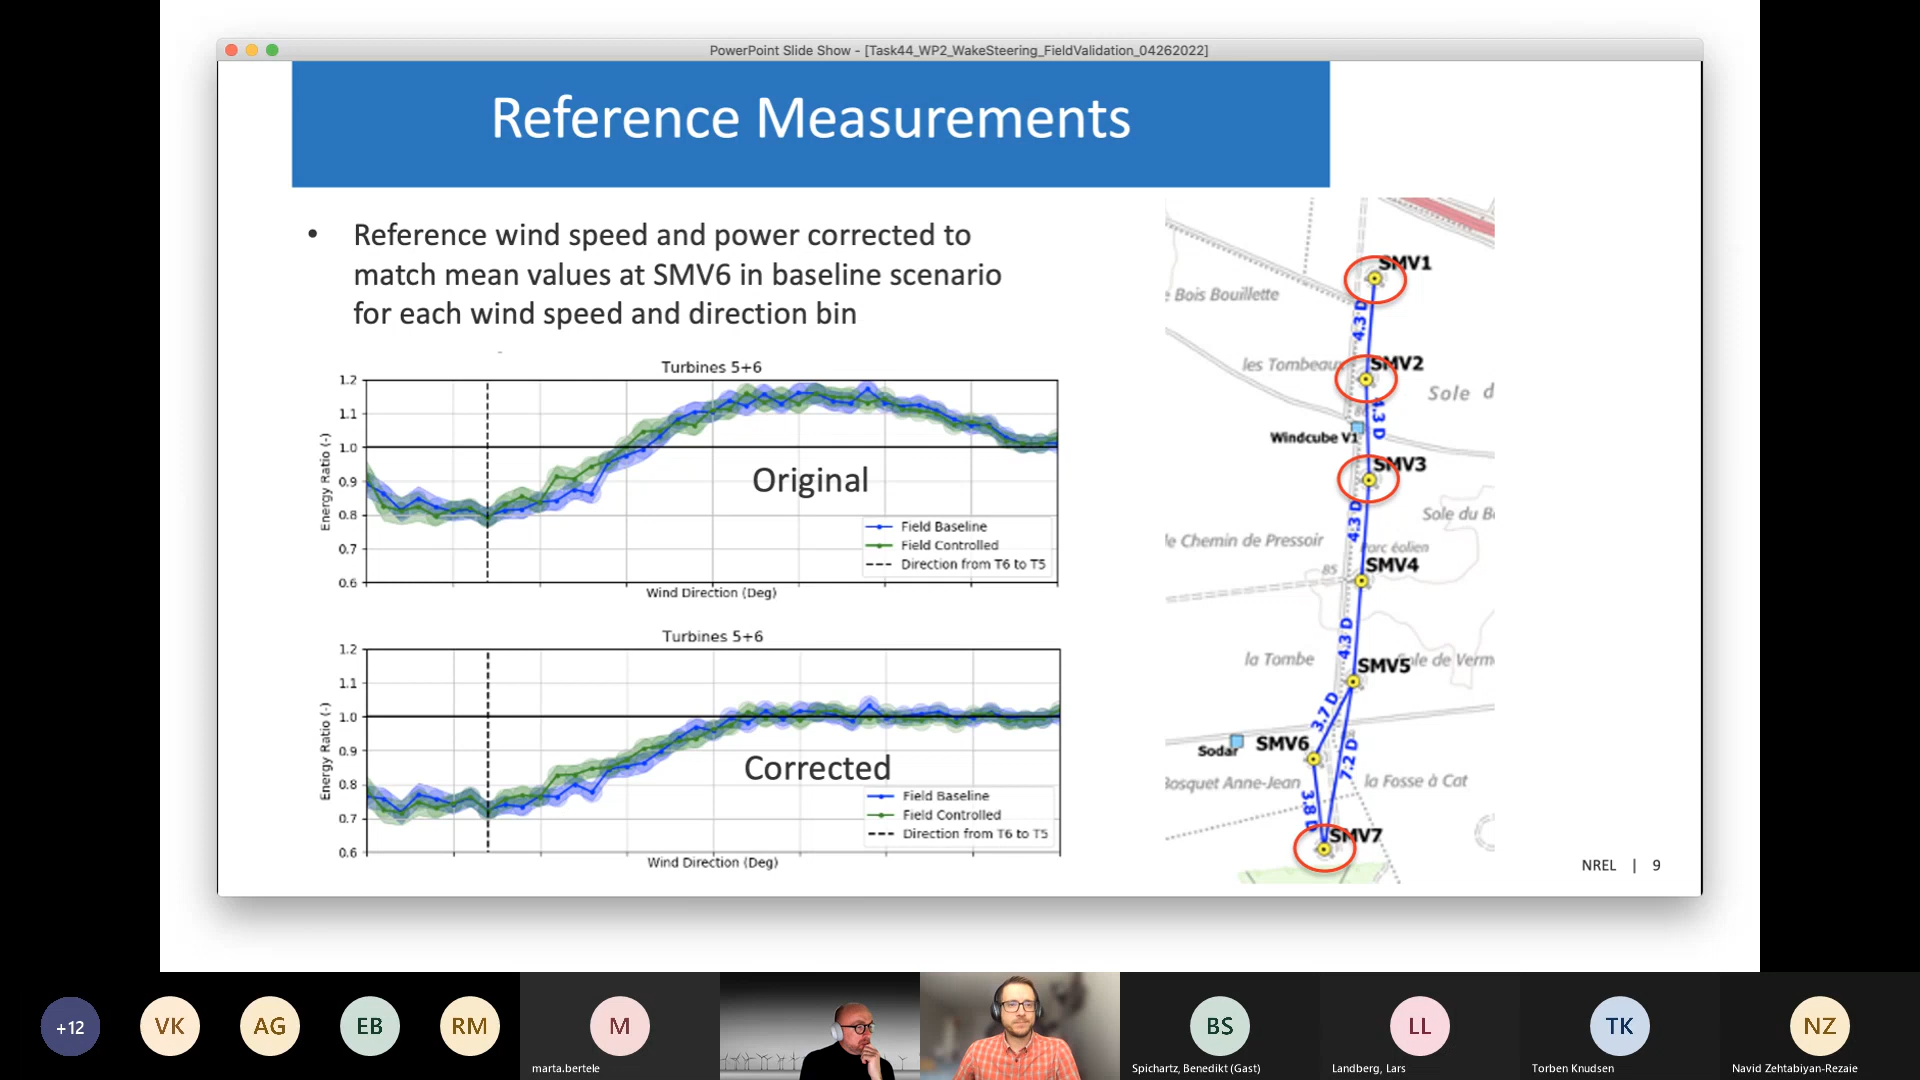 PowerPoint Slide Show - [Task44_WP2_WakeSteering_FieldValidation_04262022]
Reference Measurements
• Reference wind speed and power corrected to
match mean values at SMV6 in baseline scenario
for each wind speed and direction bin
Turbines 5+6
1.2
1.1
1.0
0.9
0.8
0.7
0.6
Energy Ratio (-)
Original
Field Baseline
Field Controlled
Direction from T6 to T5
Wind Direction (Deg)
Turbines 5+6
1.2
1.1
1.0
0.9
0.8
0.7
0.6
Energy Ratio (-)
Corrected
Field Baseline
Field Controlled
Direction from T6 to T5
Wind Direction (Deg)
SMV1
Bois Bouillette
4.3 D
les Tombeau
SMV2
Sole d
4.3 D
Windcube V1
SMV3
Sole du B
4.3 D
le Chemin de Pressoir
Parc éolien
85
SMV4
4.3 D
la Tombe
SMV5
le de Verm
3.7 D
Sodar
SMV6
7.2 D
Bosquet Anne-Jean
la Fosse à Cat
3.8 D
SMV7
NREL | 9
+12
VK
AG
EB
RM
M
marta.bertele
BS
Spichartz, Benedikt (Gast)
LL
Landberg, Lars
TK
Torben Knudsen
NZ
Navid Zehtabiyan-Rezaie